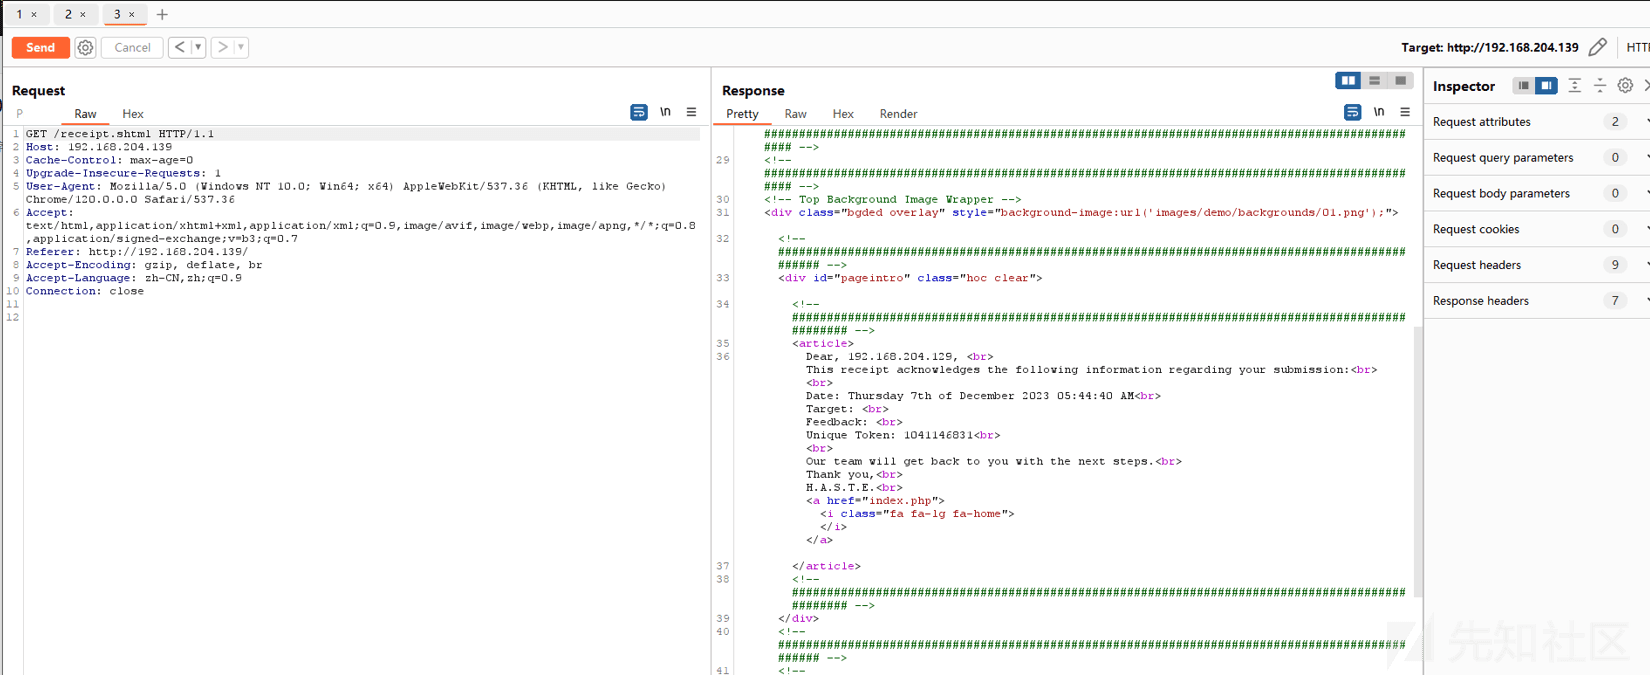 1 × 2 × 3 × +
Send Cancel < >
Target: http://192.168.204.139 HTT
Request
P Raw Hex \n
1 GET /receipt.shtml HTTP/1.1
2 Host: 192.168.204.139
3 Cache-Control: max-age=0
4 Upgrade-Insecure-Requests: 1
5 User-Agent: Mozilla/5.0 (Windows NT 10.0; Win64; x64) AppleWebKit/537.36 (KHTML, like Gecko)
Chrome/120.0.0.0 Safari/537.36
6 Accept:
text/html,application/xhtml+xml,application/xml;q=0.9,image/avif,image/webp,image/apng,*/*;q=0.8
,application/signed-exchange;v=b3;q=0.7
7 Referer: http://192.168.204.139/
8 Accept-Encoding: gzip, deflate, br
9 Accept-Language: zh-CN,zh;q=0.9
10 Connection: close
11
12
Response
Pretty Raw Hex Render \n
########################################################################################
#### -->
29 <!--
########################################################################################
#### -->
30 <!-- Top Background Image Wrapper -->
31 <div class="bgded overlay" style="background-image:url('images/demo/backgrounds/01.png');">
32 <!--
######################################################################################
###### -->
33 <div id="pageintro" class="hoc clear">
34 <!--
####################################################################################
######## -->
35 <article>
36 Dear, 192.168.204.129, <br>
This receipt acknowledges the following information regarding your submission:<br>
<br>
Date: Thursday 7th of December 2023 05:44:40 AM<br>
Target: <br>
Feedback: <br>
Unique Token: 1041146831<br>
<br>
Our team will get back to you with the next steps.<br>
Thank you,<br>
H.A.S.T.E.<br>
<a href="index.php">
<i class="fa fa-lg fa-home">
</i>
</a>
37 </article>
38 <!--
####################################################################################
######## -->
39 </div>
40 <!--
######################################################################################
###### -->
41 <!--
Inspector
Request attributes 2
Request query parameters 0
Request body parameters 0
Request cookies 0
Request headers 9
Response headers 7
先知社区